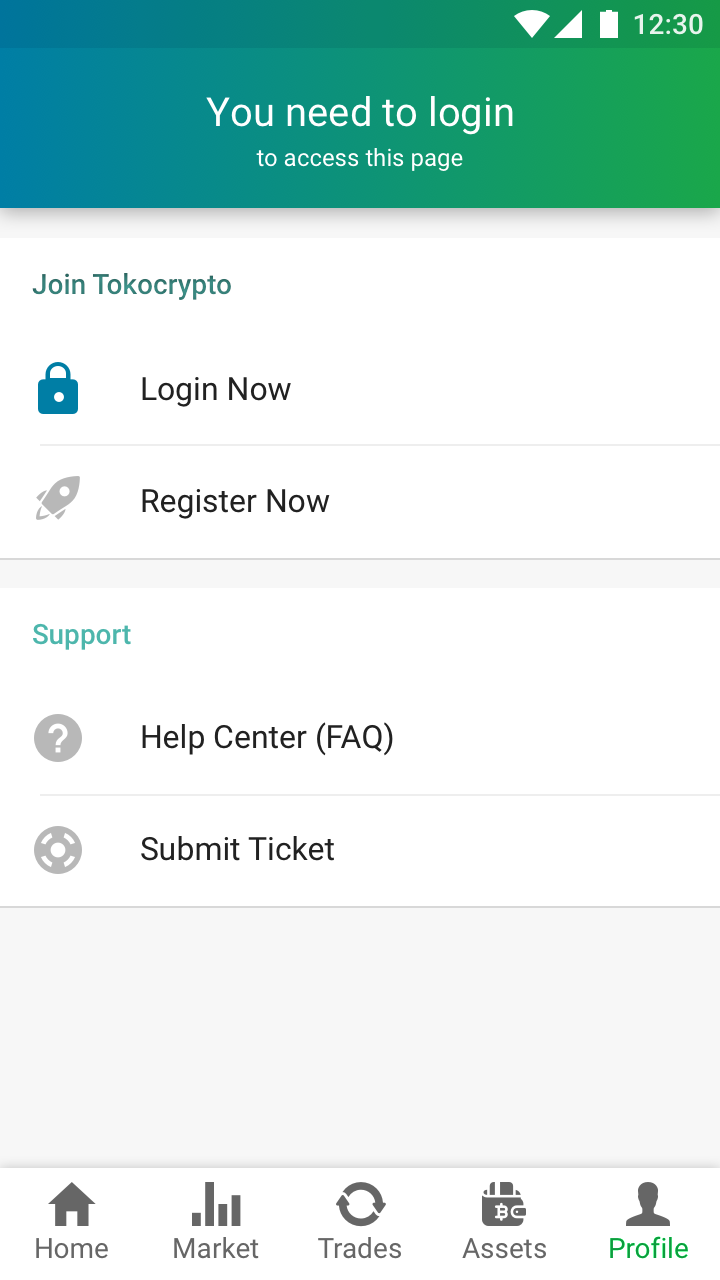 12:30
You need to login
to access this page
Join Tokocrypto
Login Now
Register Now
Support
Help Center (FAQ)
Submit Ticket
Home
Market
Trades
Assets
Profile